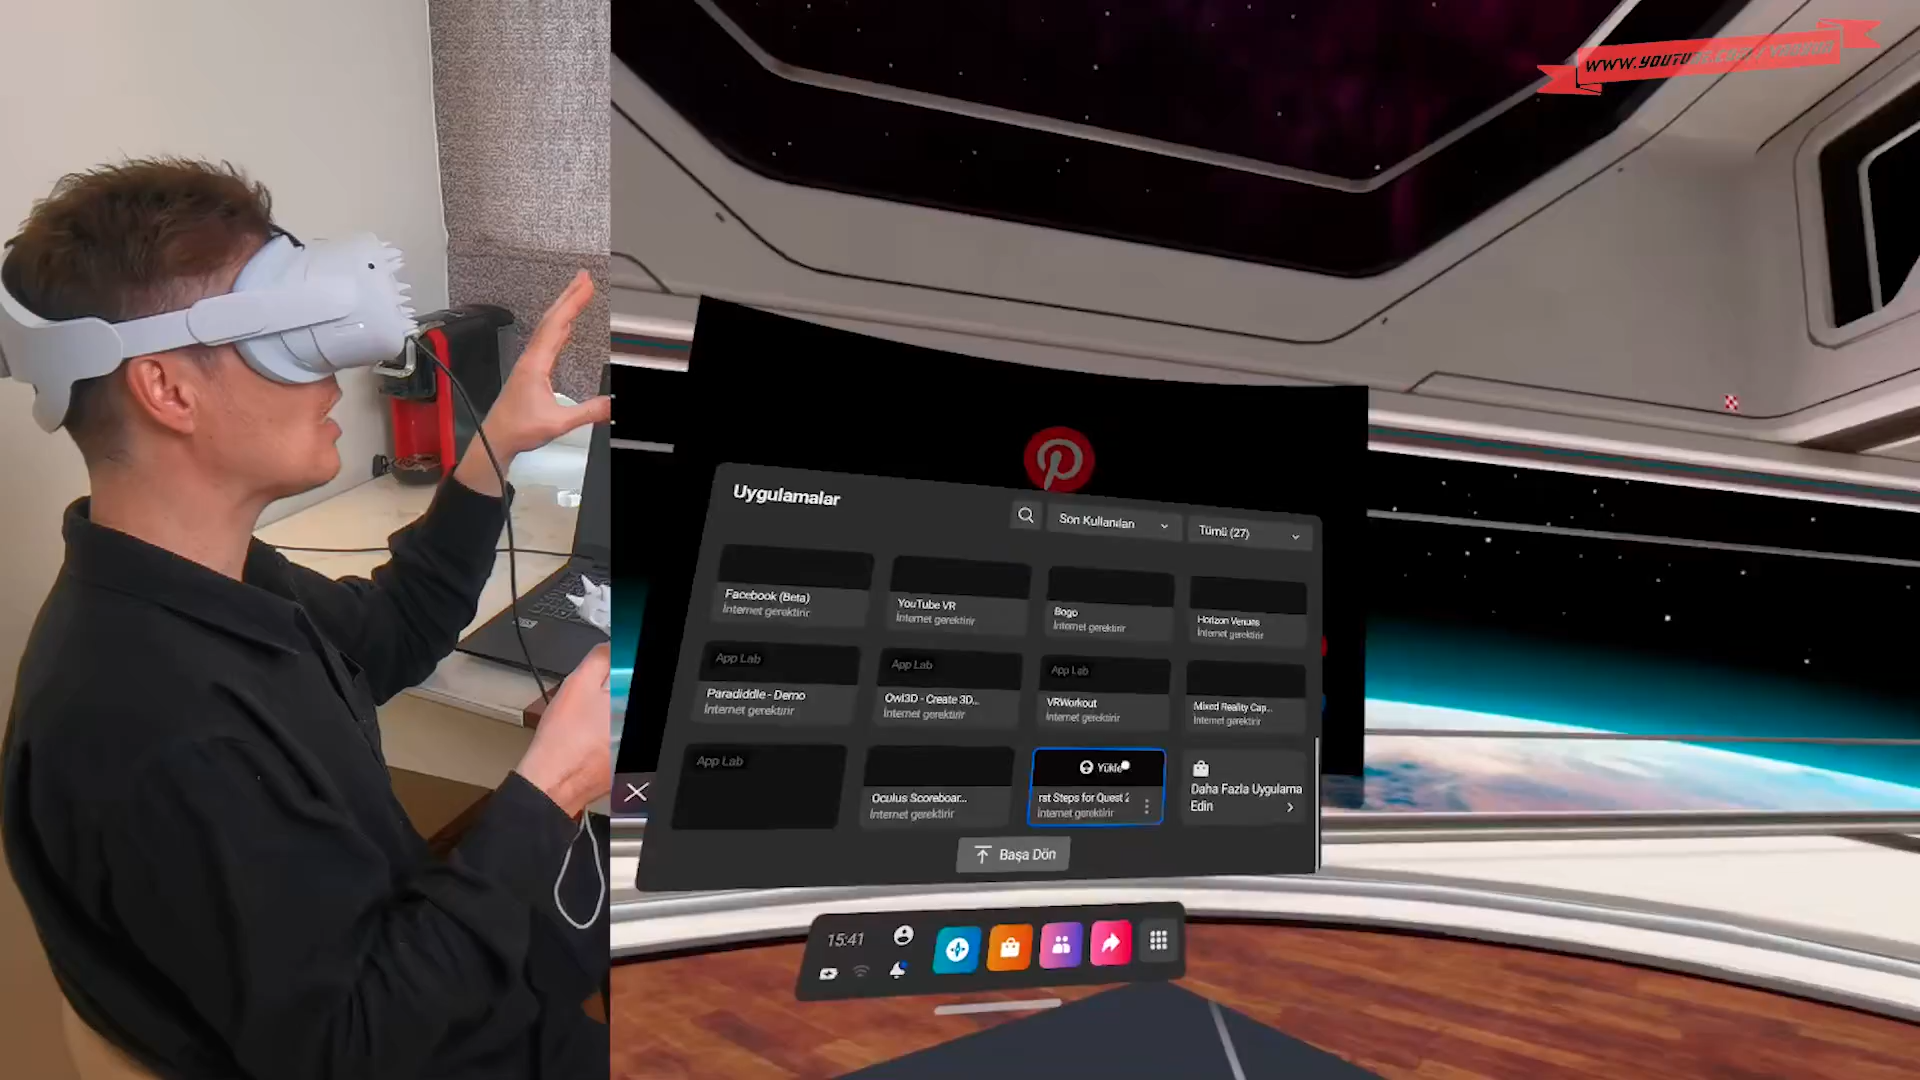 Uygulamalar
Son Kullanılan
Tümü (27)
Facebook (Beta)
İnternet gerektirir
YouTube VR
İnternet gerektirir
Bogo
İnternet gerektirir
Horizon Venues
İnternet gerektirir
App Lab
Paradiddle - Demo
İnternet gerektirir
App Lab
Owl3D - Create 3D...
İnternet gerektirir
App Lab
VRWorkout
İnternet gerektirir
Mixed Reality Cap...
İnternet gerektirir
App Lab
Oculus Scoreboar...
İnternet gerektirir
Yükle
rst Steps for Quest 2
İnternet gerektirir
Daha Fazla Uygulama
Edin
Başa Dön
15:41